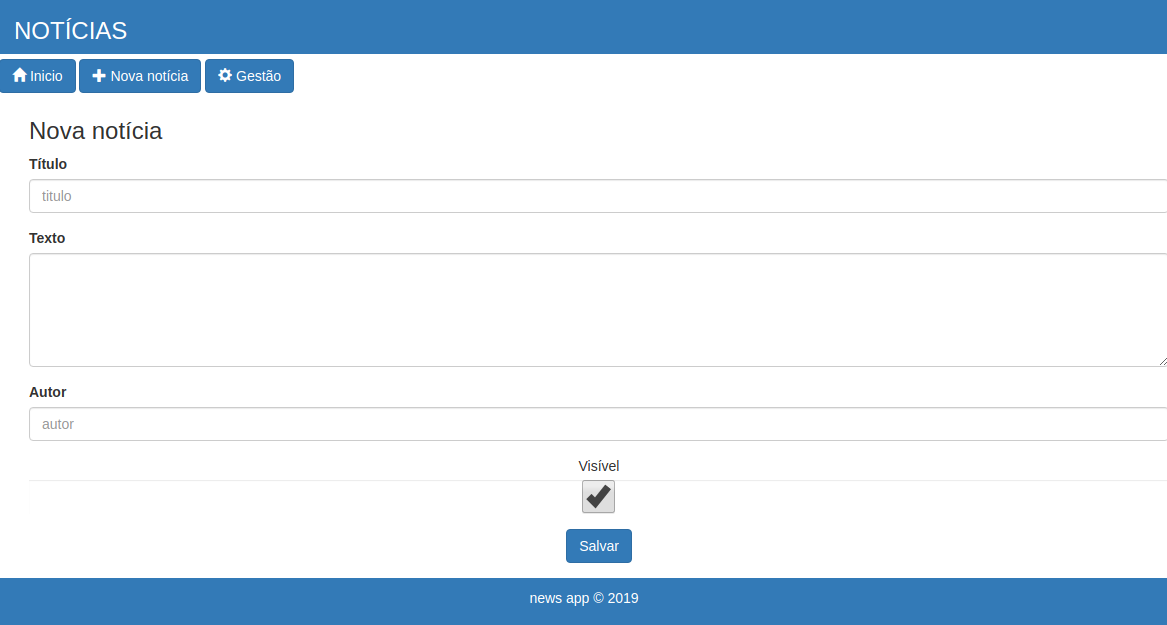 NOTÍCIAS
Inicio Nova notícia Gestão
Nova notícia
Título
titulo
Texto
Autor
autor
Visível
Salvar
news app © 2019